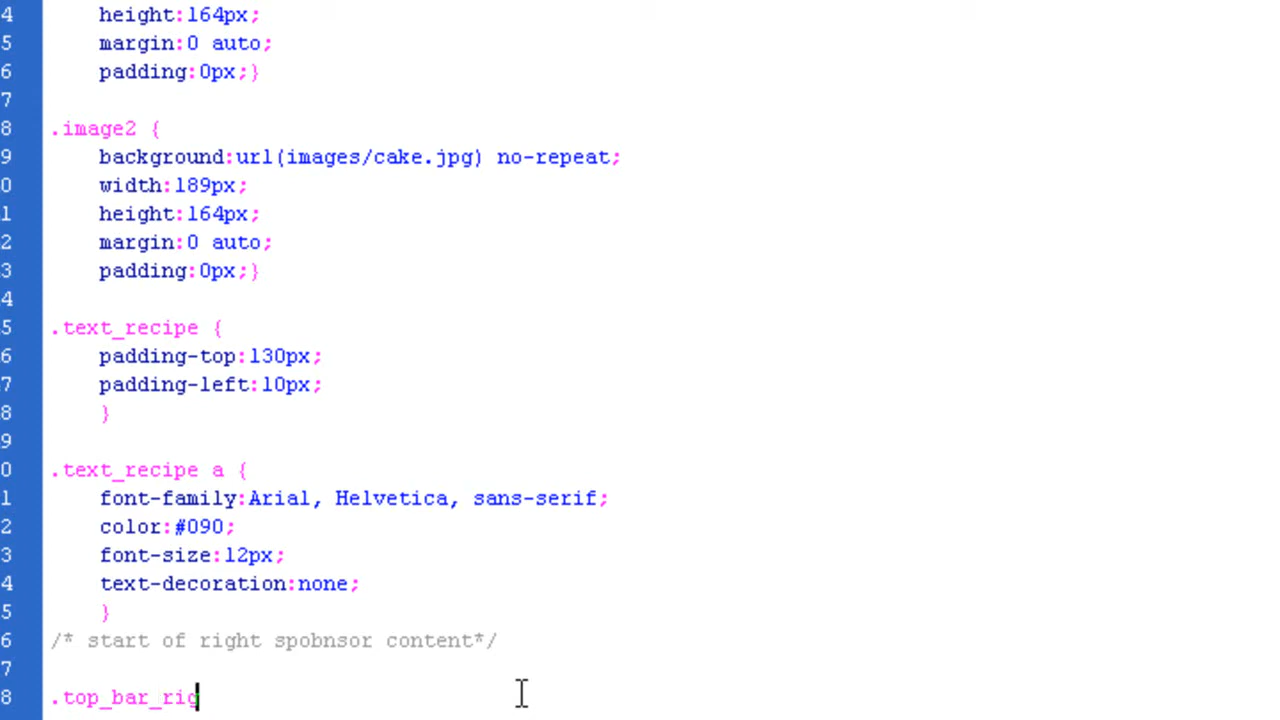 4 height:164px;
5 margin:0 auto;
6 padding:0px;}
7
8 .image2 {
9 background:url(images/cake.jpg) no-repeat;
0 width:189px;
1 height:164px;
2 margin:0 auto;
3 padding:0px;}
4
5 .text_recipe {
6 padding-top:130px;
7 padding-left:10px;
8 }
9
0 .text_recipe a {
1 font-family:Arial, Helvetica, sans-serif;
2 color:#090;
3 font-size:12px;
4 text-decoration:none;
5 }
6 /* start of right spobnsor content*/
7
8 .top_bar_rig